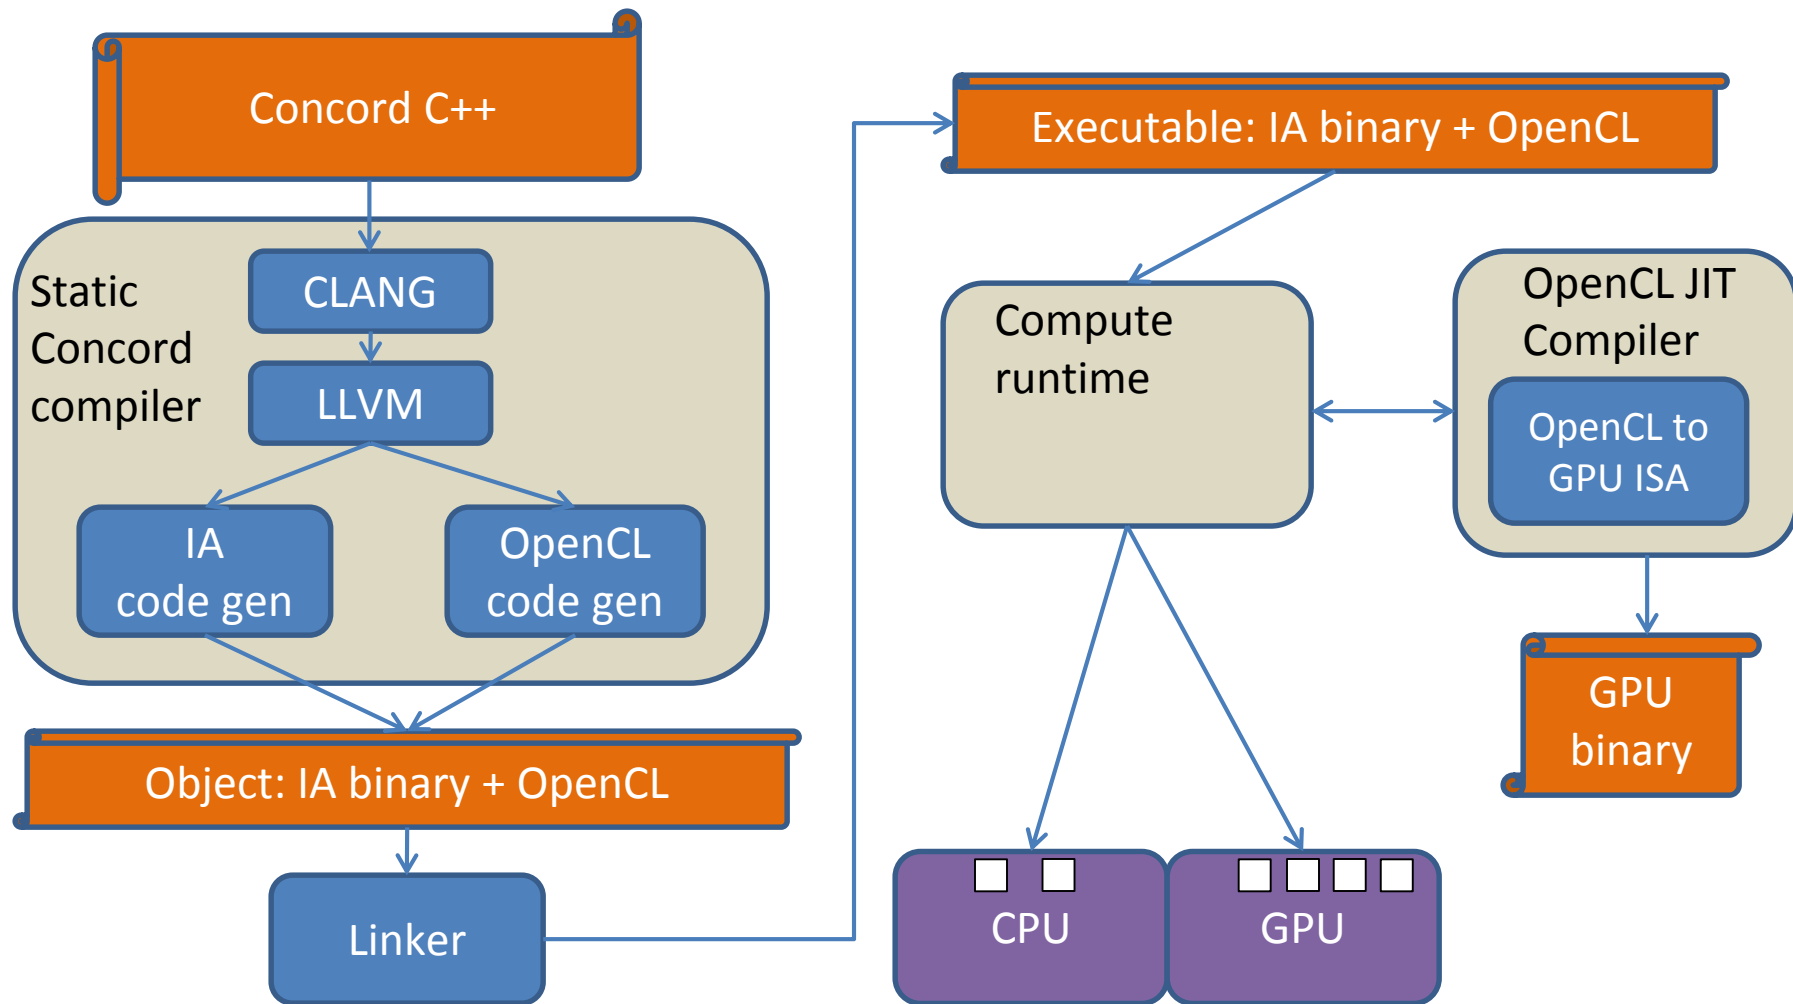 Concord C++
Static
Concord
compiler
CLANG
LLVM
IA
code gen
OpenCL
code gen
Object: IA binary + OpenCL
Linker
Executable: IA binary + OpenCL
Compute
runtime
OpenCL JIT
Compiler
OpenCL to
GPU ISA
GPU
binary
CPU
GPU